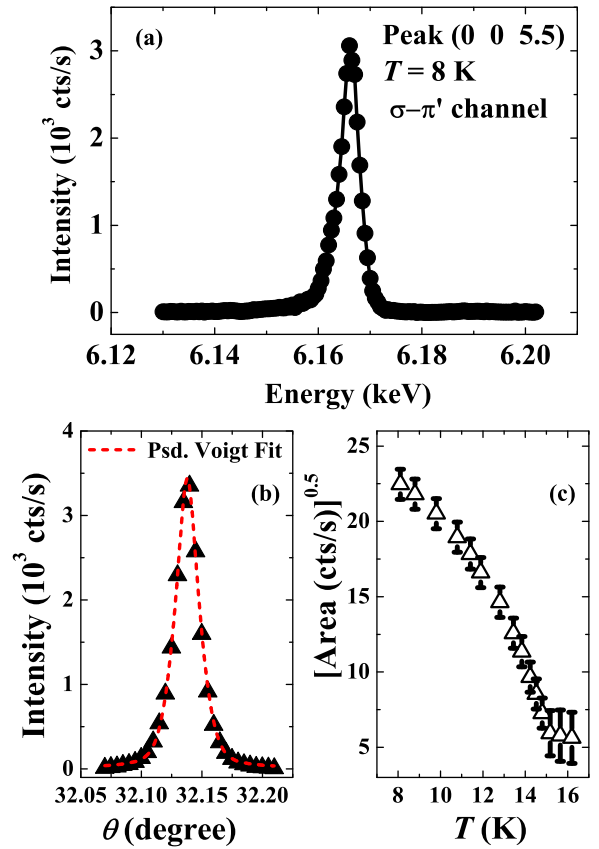 (a)
Peak (0 0 5.5)
T = 8 K
σ−π' channel
Intensity (10³ cts/s)
3
2
1
0
6.12 6.14 6.16 6.18 6.20
Energy (keV)
Psd. Voigt Fit
(b)
Intensity (10³ cts/s)
4
3
2
1
0
32.05 32.10 32.15 32.20
θ (degree)
(c)
[Area (cts/s)]^0.5
25
20
15
10
5
8 10 12 14 16
T (K)